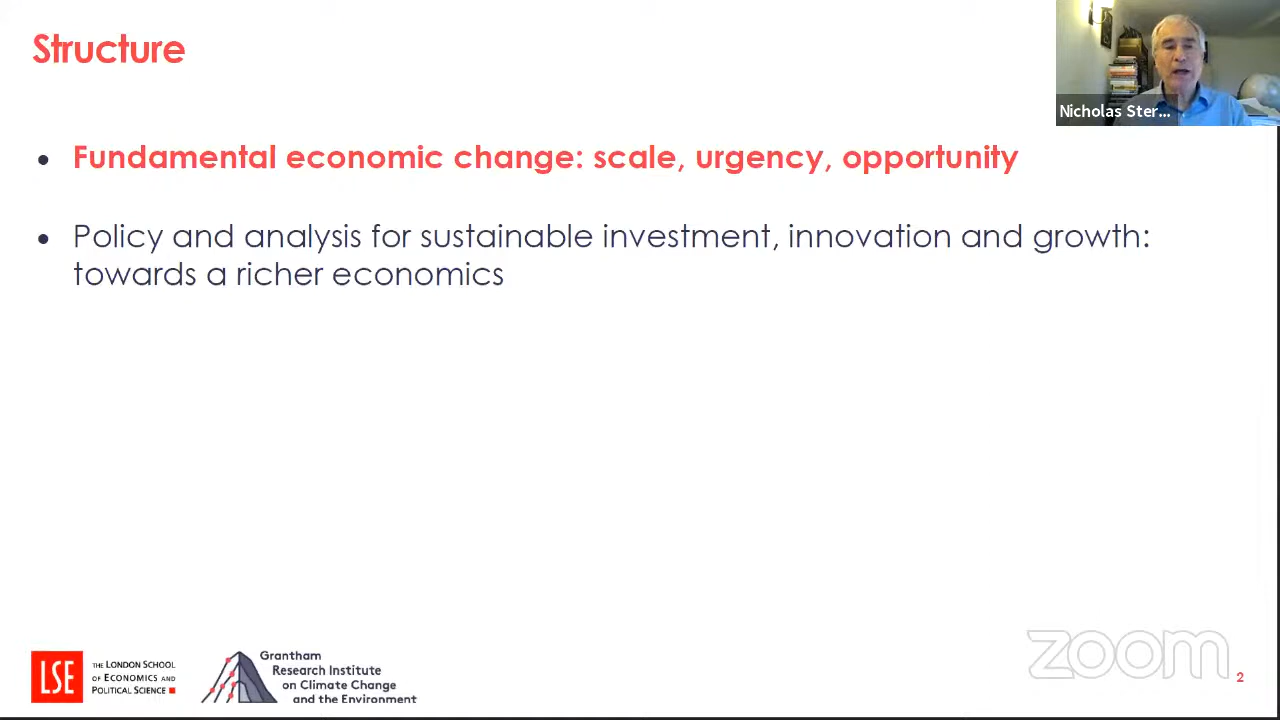 Structure
Nicholas Ster...
• Fundamental economic change: scale, urgency, opportunity
• Policy and analysis for sustainable investment, innovation and growth:
towards a richer economics
LSE
THE LONDON SCHOOL
OF ECONOMICS AND
POLITICAL SCIENCE
Grantham
Research Institute
on Climate Change
and the Environment
zoom
2